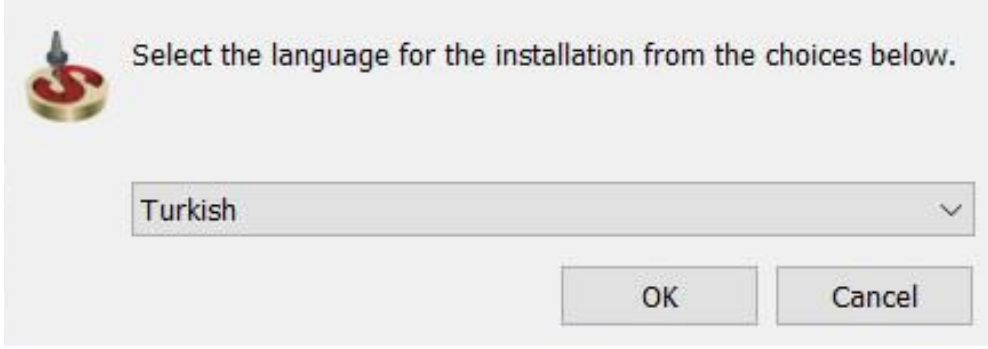 Select the language for the installation from the choices below.
Turkish
OK
Cancel